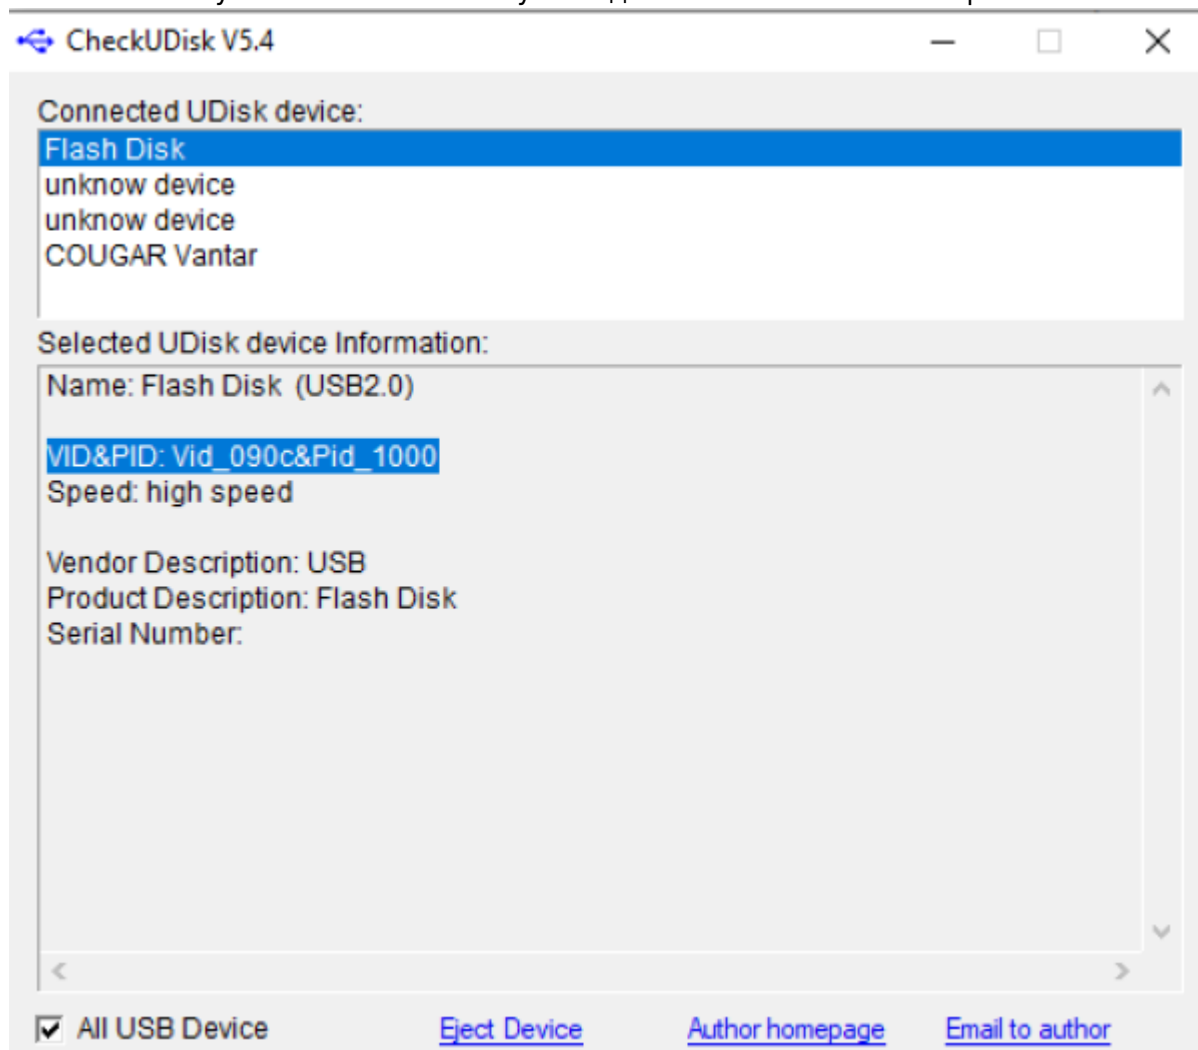 CheckUDisk V5.4
Connected UDisk device:
Flash Disk
unknow device
unknow device
COUGAR Vantar
Selected UDisk device Information:
Name: Flash Disk (USB2.0)
VID&PID: Vid_090c&Pid_1000
Speed: high speed
Vendor Description: USB
Product Description: Flash Disk
Serial Number:
All USB Device Eject Device Author homepage Email to author